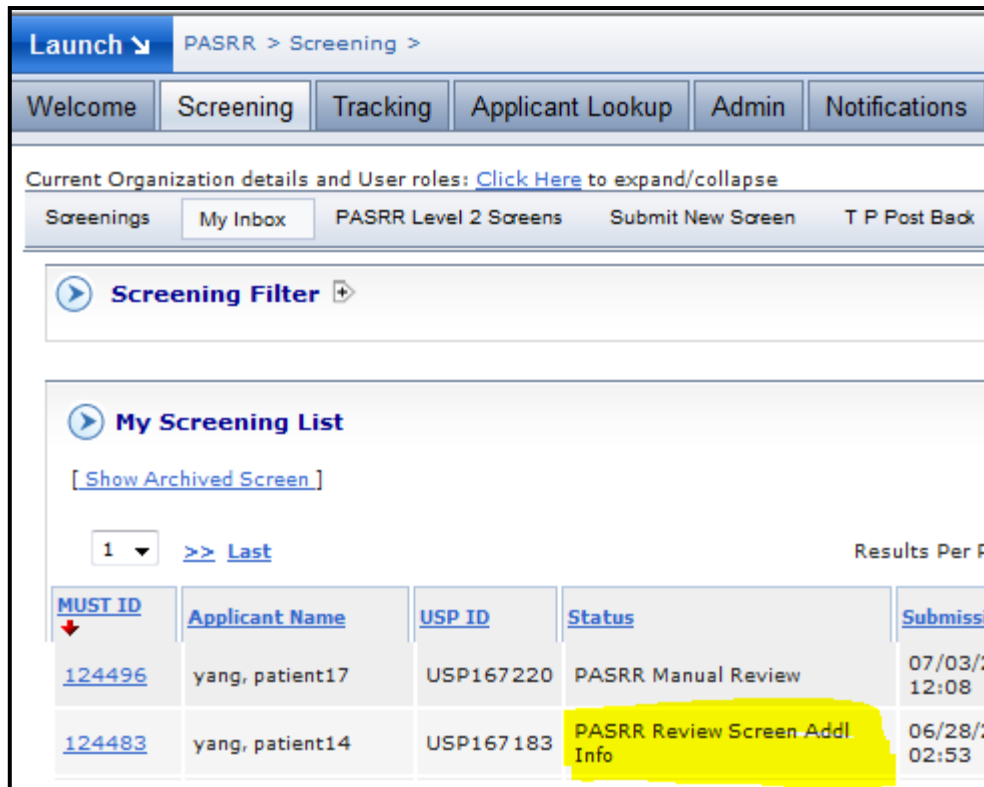 Launch PASRR > Screening >
Welcome Screening Tracking Applicant Lookup Admin Notifications
Current Organization details and User roles: Click Here to expand/collapse
Screenings My Inbox PASRR Level 2 Screens Submit New Screen T P Post Back
Screening Filter
My Screening List
[ Show Archived Screen ]
1 >> Last Results Per P
MUST ID Applicant Name USP ID Status Submissi
124496 yang, patient17 USP167220 PASRR Manual Review 07/03/2
12:08
124483 yang, patient14 USP167183 PASRR Review Screen Addl 06/28/2
Info 02:53